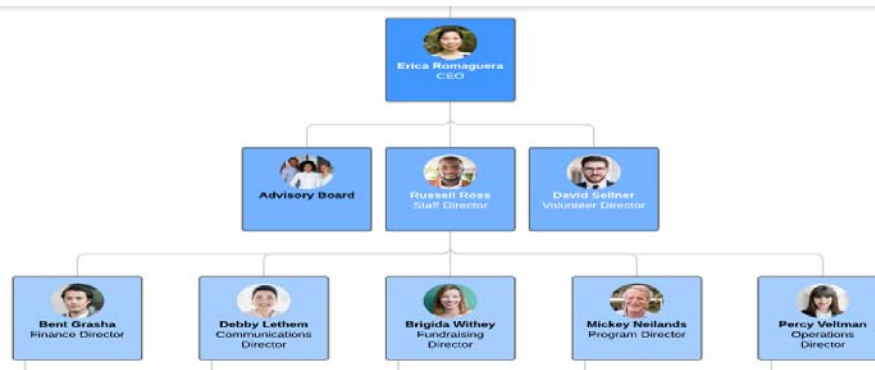 Erica Romaguera
CEO
Advisory Board
Russell Ross
Staff Director
David Sellner
Volunteer Director
Bent Grasha
Finance Director
Debby Lethem
Communications
Director
Brigida Withey
Fundraising
Director
Mickey Neilands
Program Director
Percy Veltman
Operations
Director